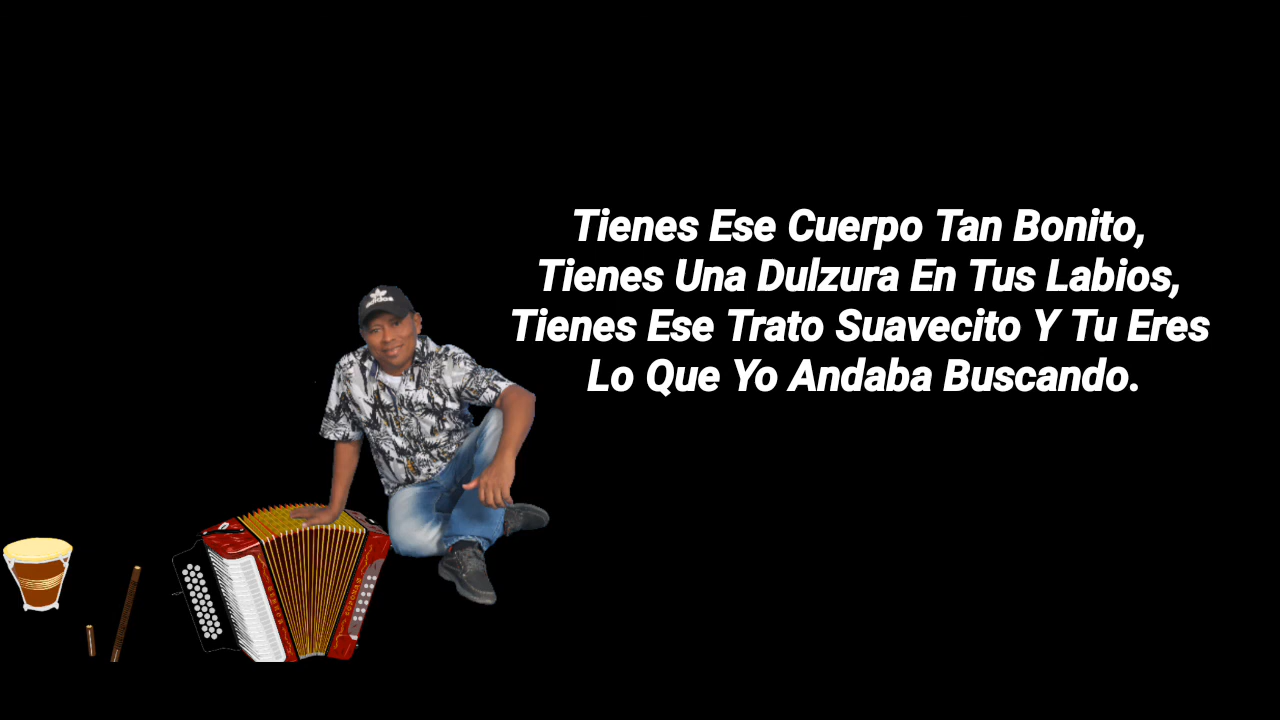 Tienes Ese Cuerpo Tan Bonito,
Tienes Una Dulzura En Tus Labios,
Tienes Ese Trato Suavecito Y Tu Eres
Lo Que Yo Andaba Buscando.
adidas